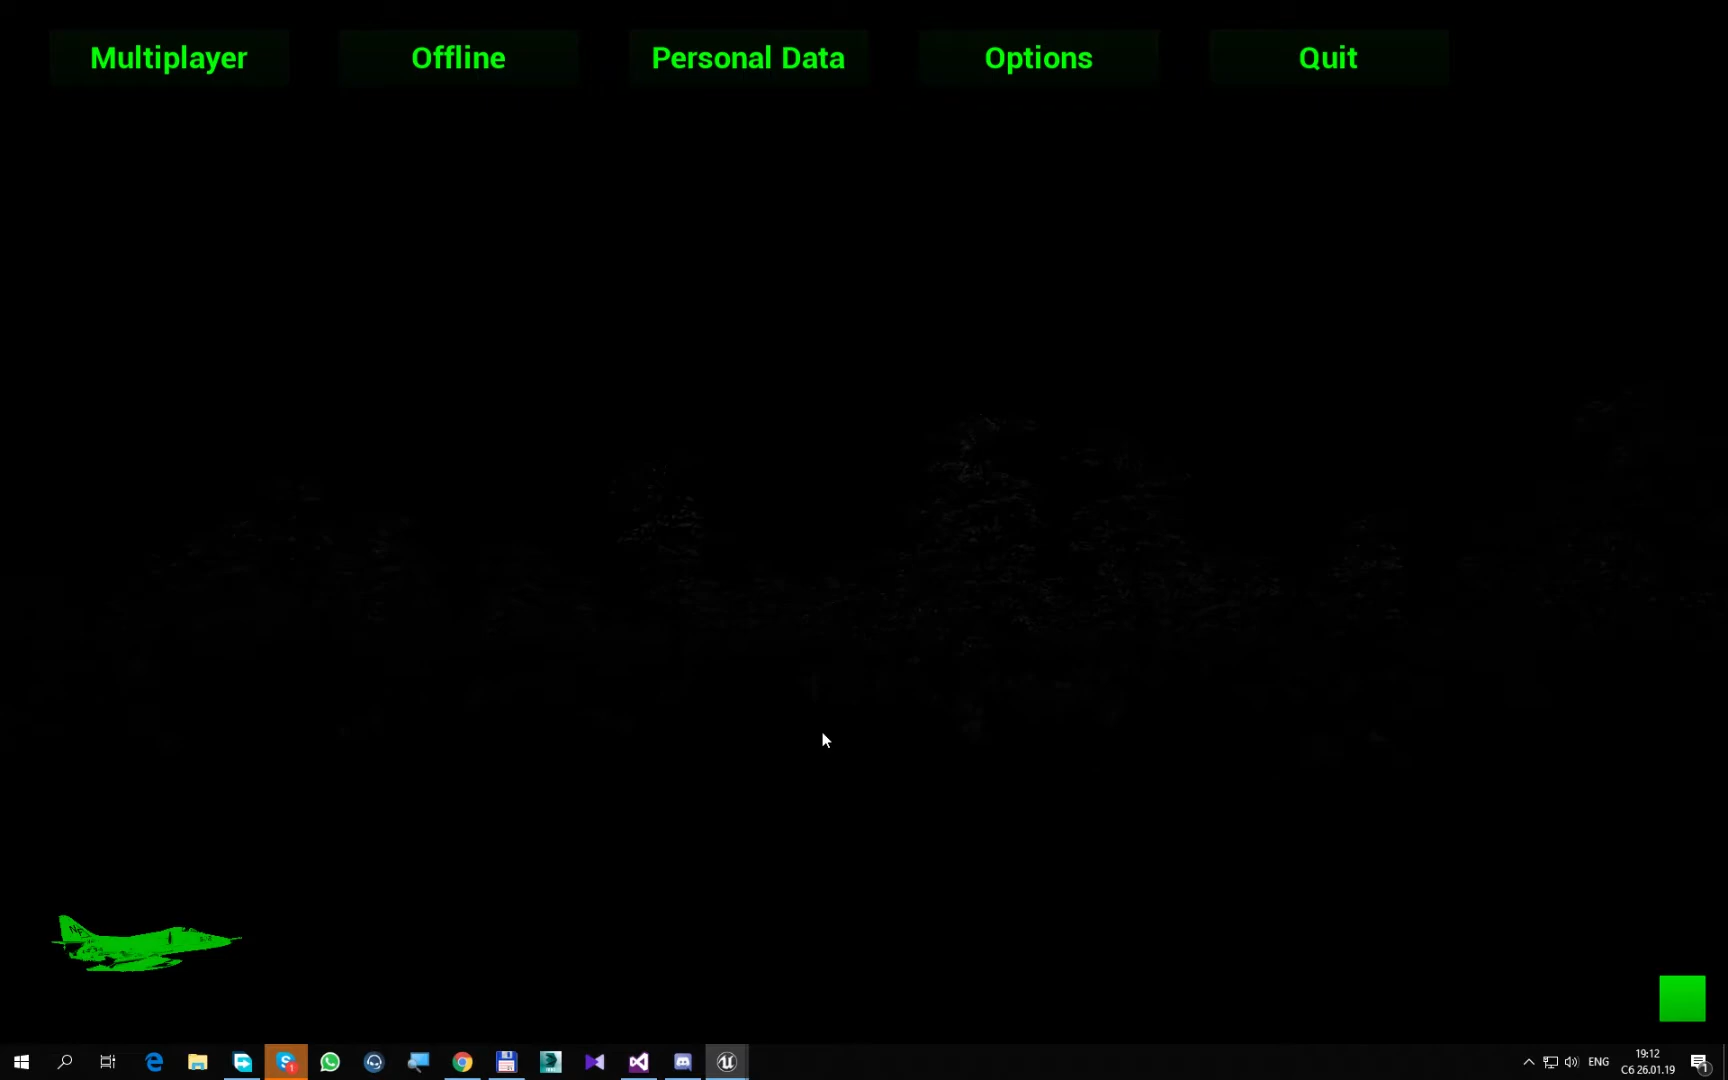 Multiplayer
Offline
Personal Data
Options
Quit
ENG
19:12
Сб 26.01.19